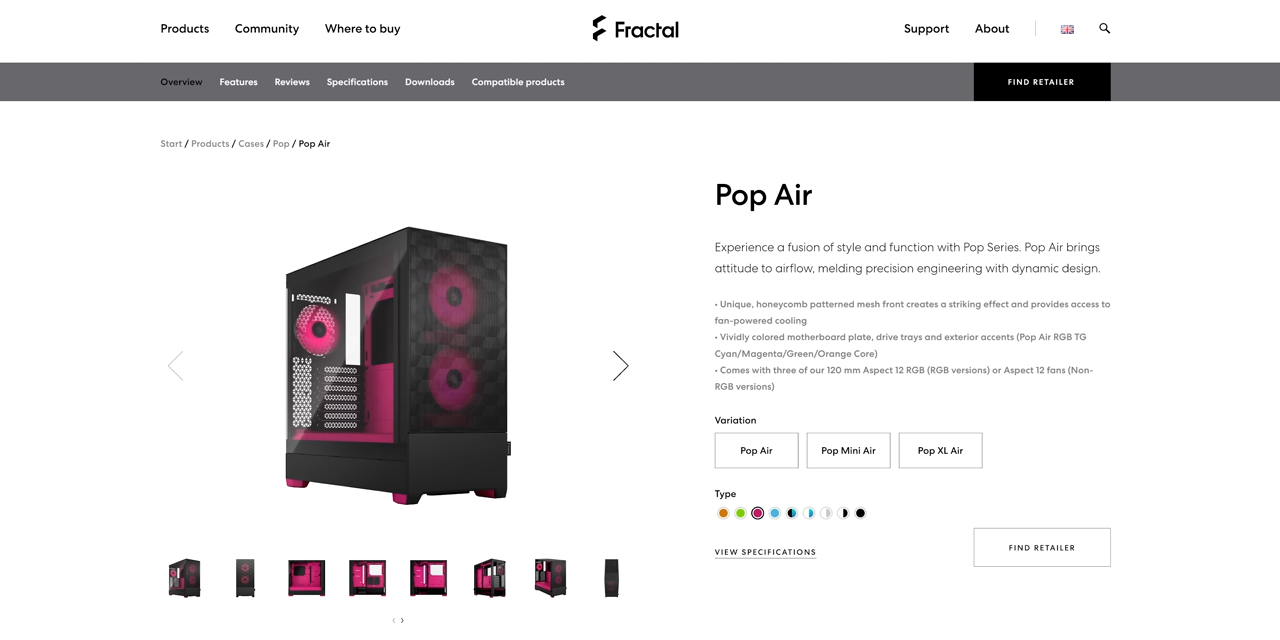 Products Community Where to buy Fractal Support About
Overview Features Reviews Specifications Downloads Compatible products FIND RETAILER
Start / Products / Cases / Pop / Pop Air
Pop Air
Experience a fusion of style and function with Pop Series. Pop Air brings
attitude to airflow, melding precision engineering with dynamic design.
• Unique, honeycomb patterned mesh front creates a striking effect and provides access to
fan-powered cooling
• Vividly colored motherboard plate, drive trays and exterior accents (Pop Air RGB TG
Cyan/Magenta/Green/Orange Core)
• Comes with three of our 120 mm Aspect 12 RGB (RGB versions) or Aspect 12 fans (Non-
RGB versions)
Variation
Pop Air Pop Mini Air Pop XL Air
Type
VIEW SPECIFICATIONS FIND RETAILER